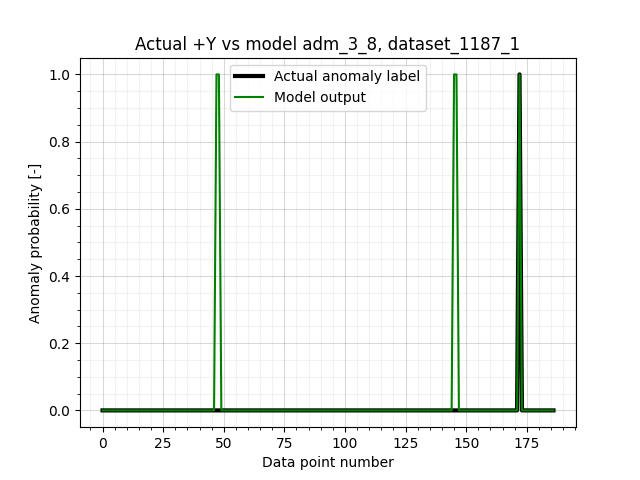 Actual +Y vs model adm_3_8, dataset_1187_1
Actual anomaly label
Model output
Anomaly probability [-]
1.0
0.8
0.6
0.4
0.2
0.0
0 25 50 75 100 125 150 175
Data point number